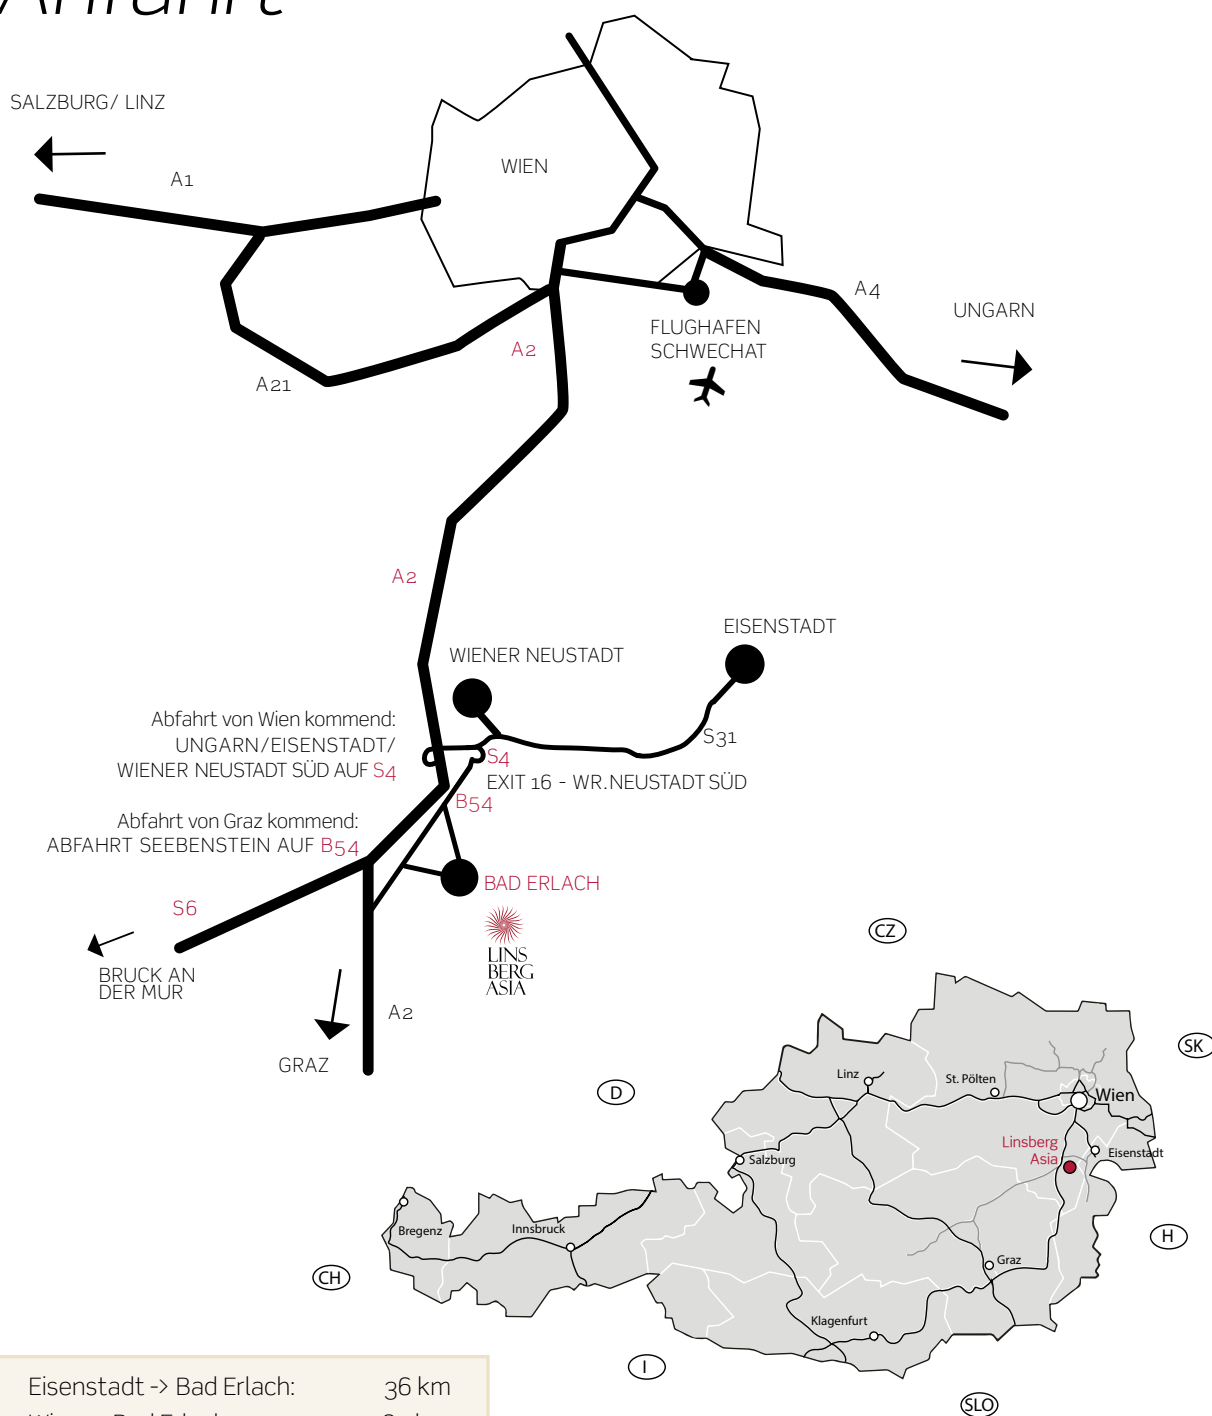 Anfahrt
SALZBURG/ LINZ
A1
WIEN
A4
UNGARN
FLUGHAFEN
SCHWECHAT
A2
A21
A2
EISENSTADT
WIENER NEUSTADT
Abfahrt von Wien kommend:
UNGARN/EISENSTADT/
WIENER NEUSTADT SÜD AUF S4
S31
S4
EXIT 16 - WR.NEUSTADT SÜD
B54
Abfahrt von Graz kommend:
ABFAHRT SEEBENSTEIN AUF B54
BAD ERLACH
S6
LINS
BERG
ASIA
BRUCK AN
DER MUR
A2
GRAZ
CZ
SK
D
Linz
St. Pölten
Wien
Linsberg
Asia
Eisenstadt
Salzburg
Bregenz
Innsbruck
H
Graz
CH
Klagenfurt
I
SLO
Eisenstadt -> Bad Erlach: 36 km